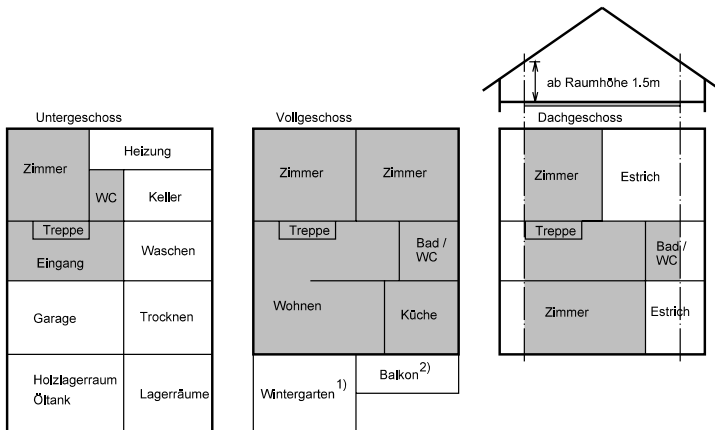 ab Raumhöhe 1.5m
Untergeschoss
Vollgeschoss
Dachgeschoss
Zimmer
Heizung
WC
Keller
Treppe
Eingang
Waschen
Garage
Trocknen
Holzlagerraum
Öltank
Lagerräume
Zimmer
Zimmer
Treppe
Bad /
WC
Wohnen
Küche
Wintergarten 1)
Balkon 2)
Zimmer
Estrich
Treppe
Bad /
WC
Zimmer
Estrich